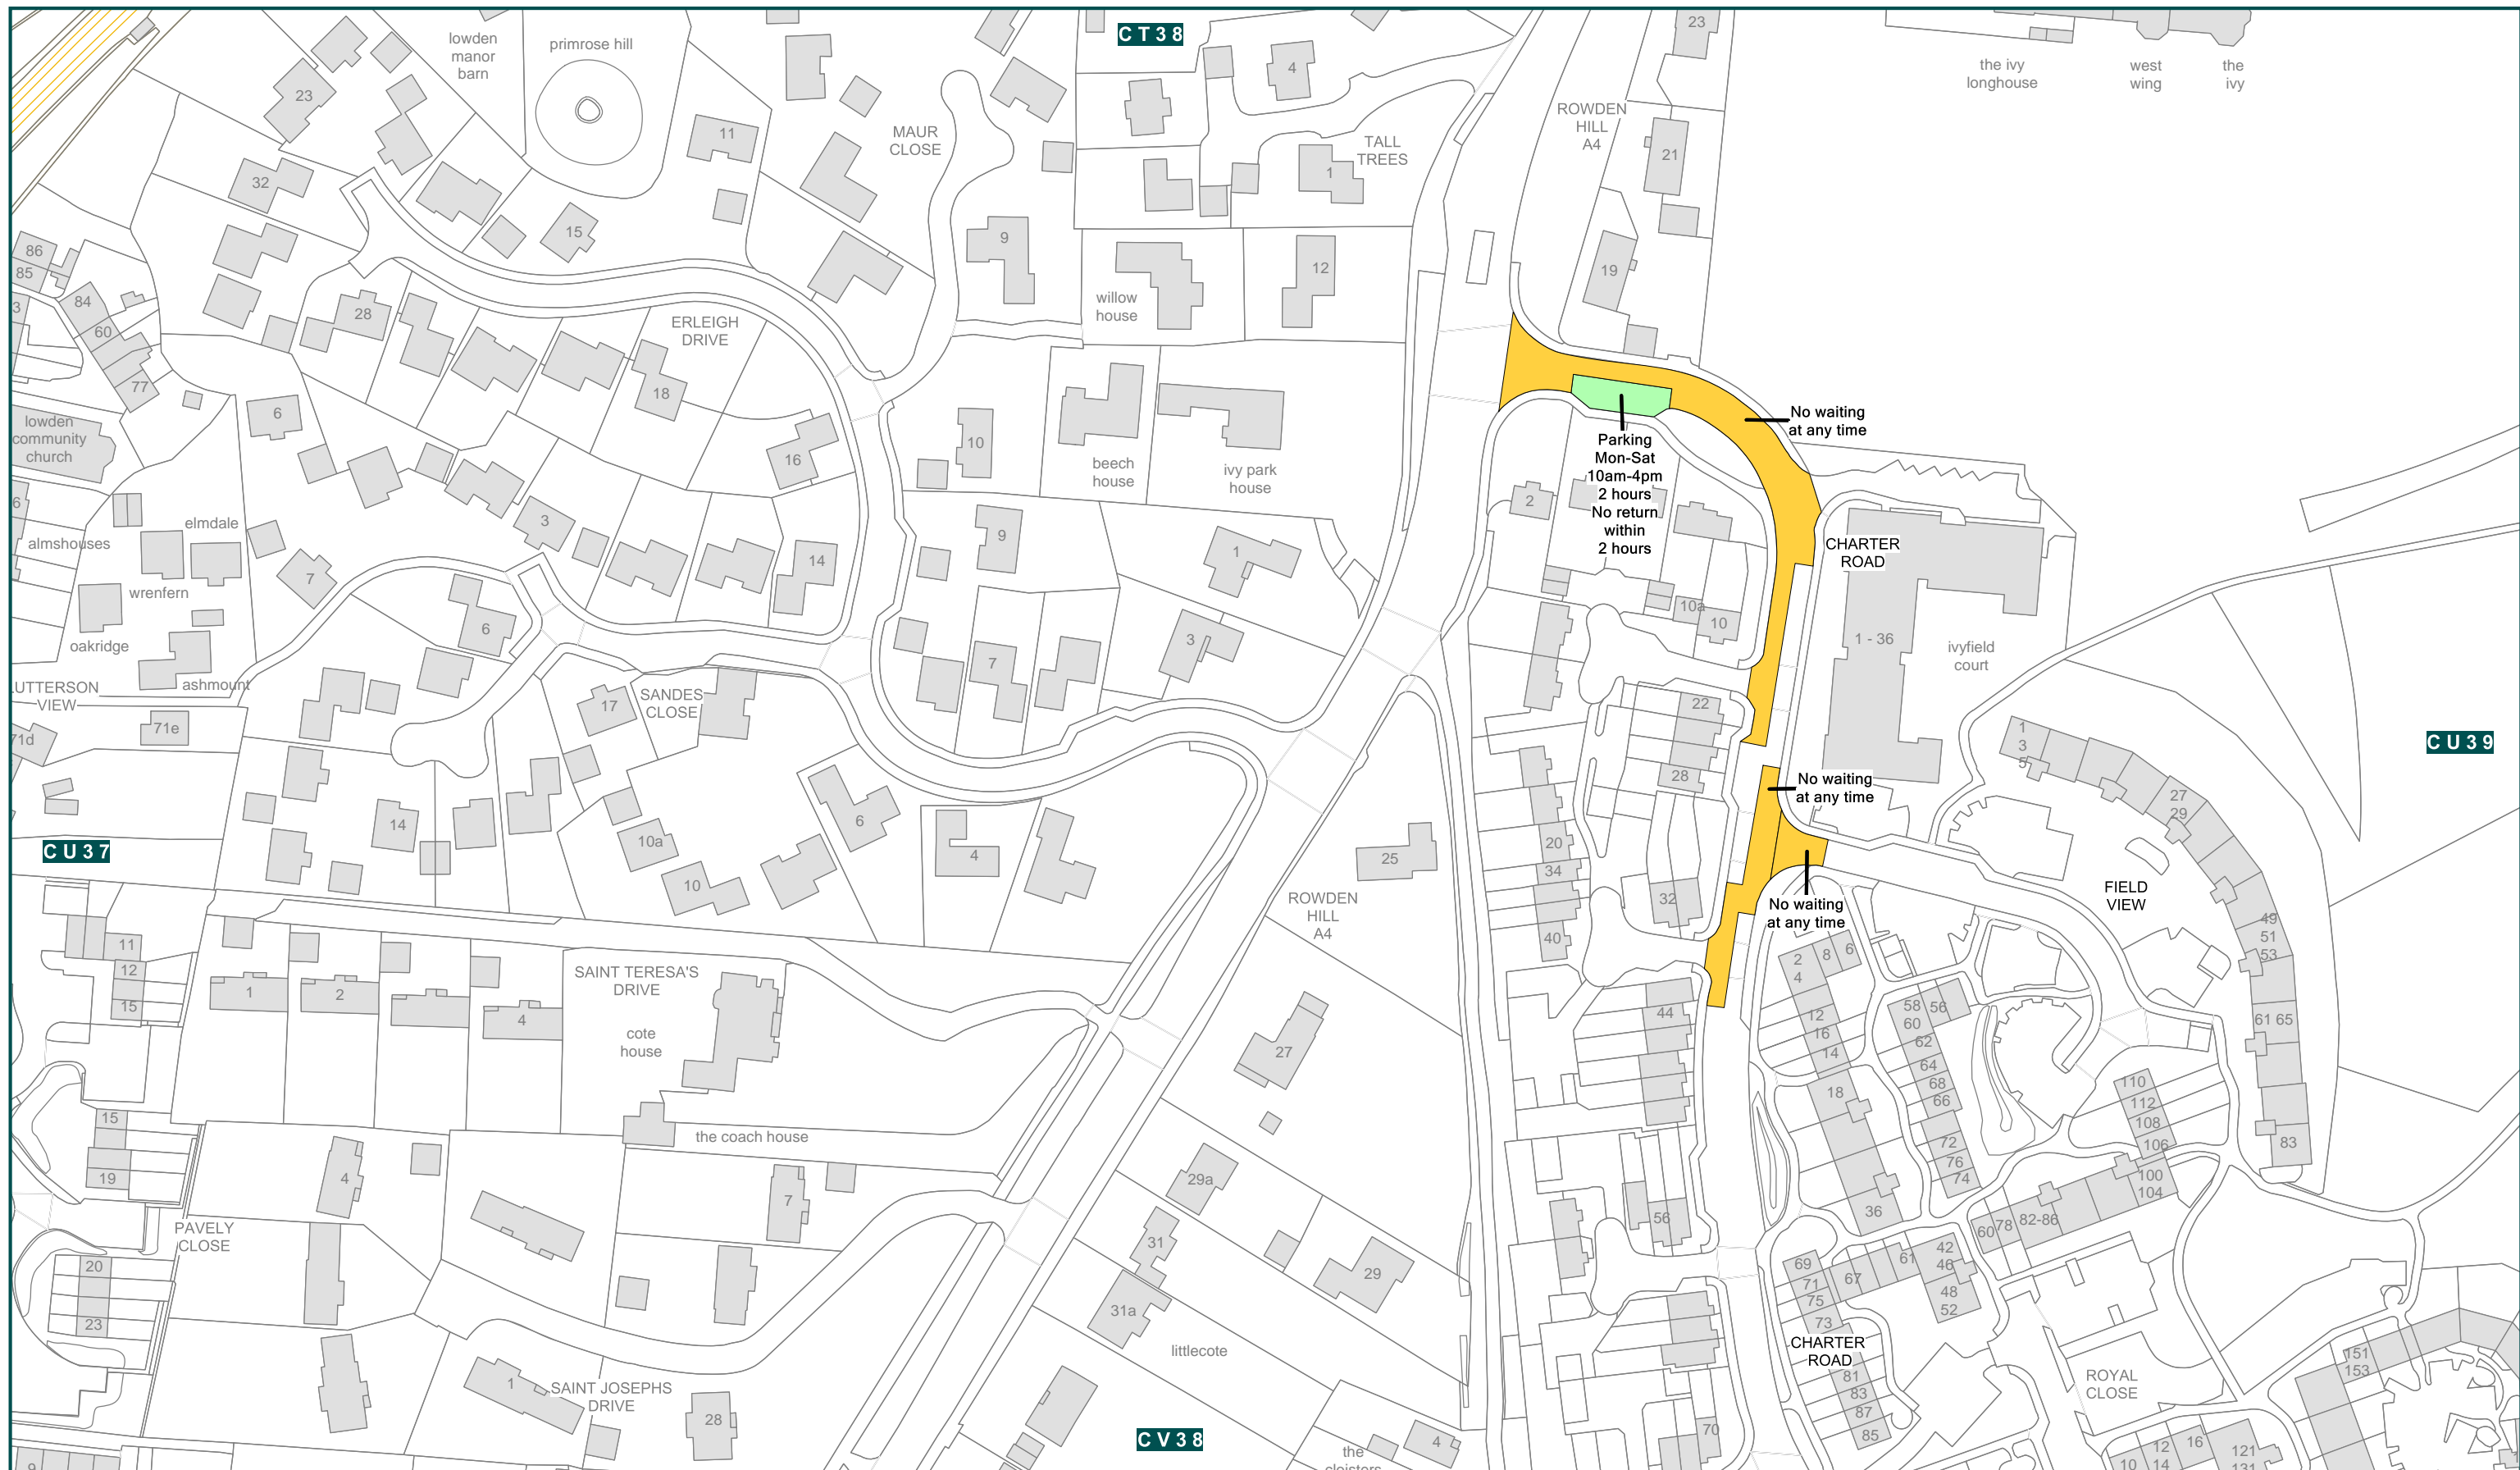 CT38
lowden
manor
barn
primrose hill
23
4
23
the ivy
longhouse
west
wing
the
ivy
ROWDEN
HILL
A4
11
MAUR
CLOSE
TALL
TREES
21
32
1
15
86
85
9
12
19
84
3
60
28
willow
house
ERLEIGH
DRIVE
77
18
6
lowden
community
church
10
16
beech
house
ivy park
house
No waiting
at any time
Parking
Mon-Sat
10am-4pm
2 hours
No return
within
2 hours
2
6
elmdale
almshouses
3
9
1
14
7
CHARTER
ROAD
wrenfern
oakridge
6
10a
10
1 - 36
ivyfield
court
3
7
ashmount
LUTTERSON
VIEW
71e
71d
17
SANDES
CLOSE
22
28
1
3
5
CU39
No waiting
at any time
27
29
14
10a
6
4
25
20
34
CU37
10
32
ROWDEN
HILL
A4
No waiting
at any time
FIELD
VIEW
49
51
53
11
12
15
40
2
4
8
6
1
2
4
SAINT TERESA'S
DRIVE
cote
house
44
27
12
16
14
58
56
60
62
64
68
66
61 65
110
112
108
106
15
the coach house
18
72
76
74
83
19
4
7
29a
100
104
PAVELY
CLOSE
31
56
36
60
78
82-86
20
29
69
71
75
73
67
61
42
46
48
52
23
31a
CHARTER
ROAD
littlecote
151
153
1
SAINT JOSEPHS
DRIVE
28
81
83
87
85
ROYAL
CLOSE
CV38
4
the
cloisters
70
9
10
12
14
16
121
131